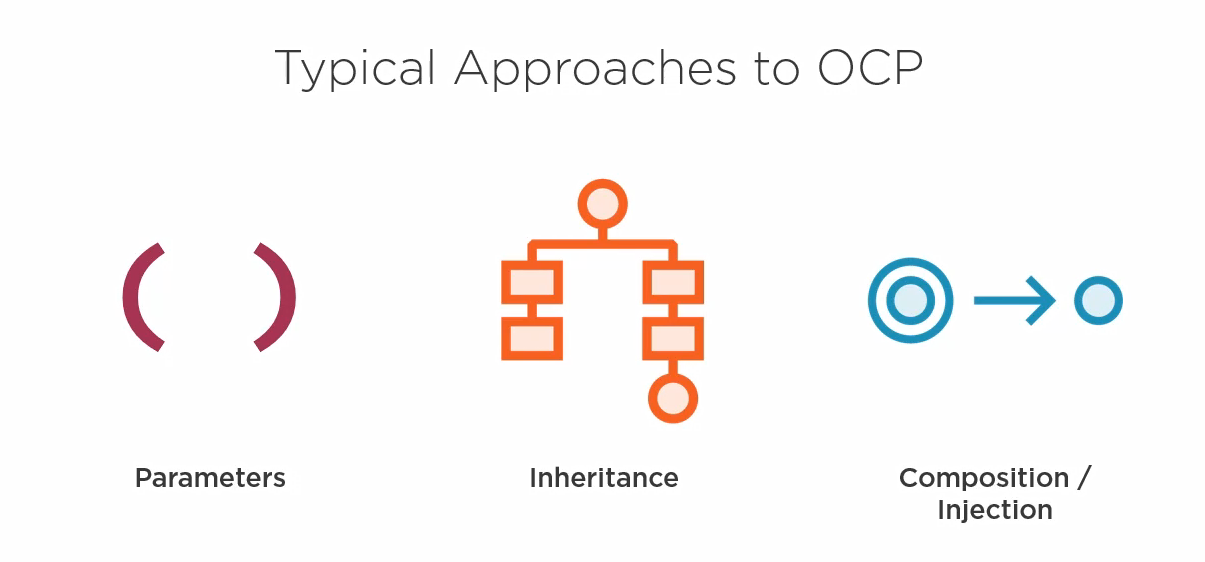 Typical Approaches to OCP
Parameters
Inheritance
Composition /
Injection